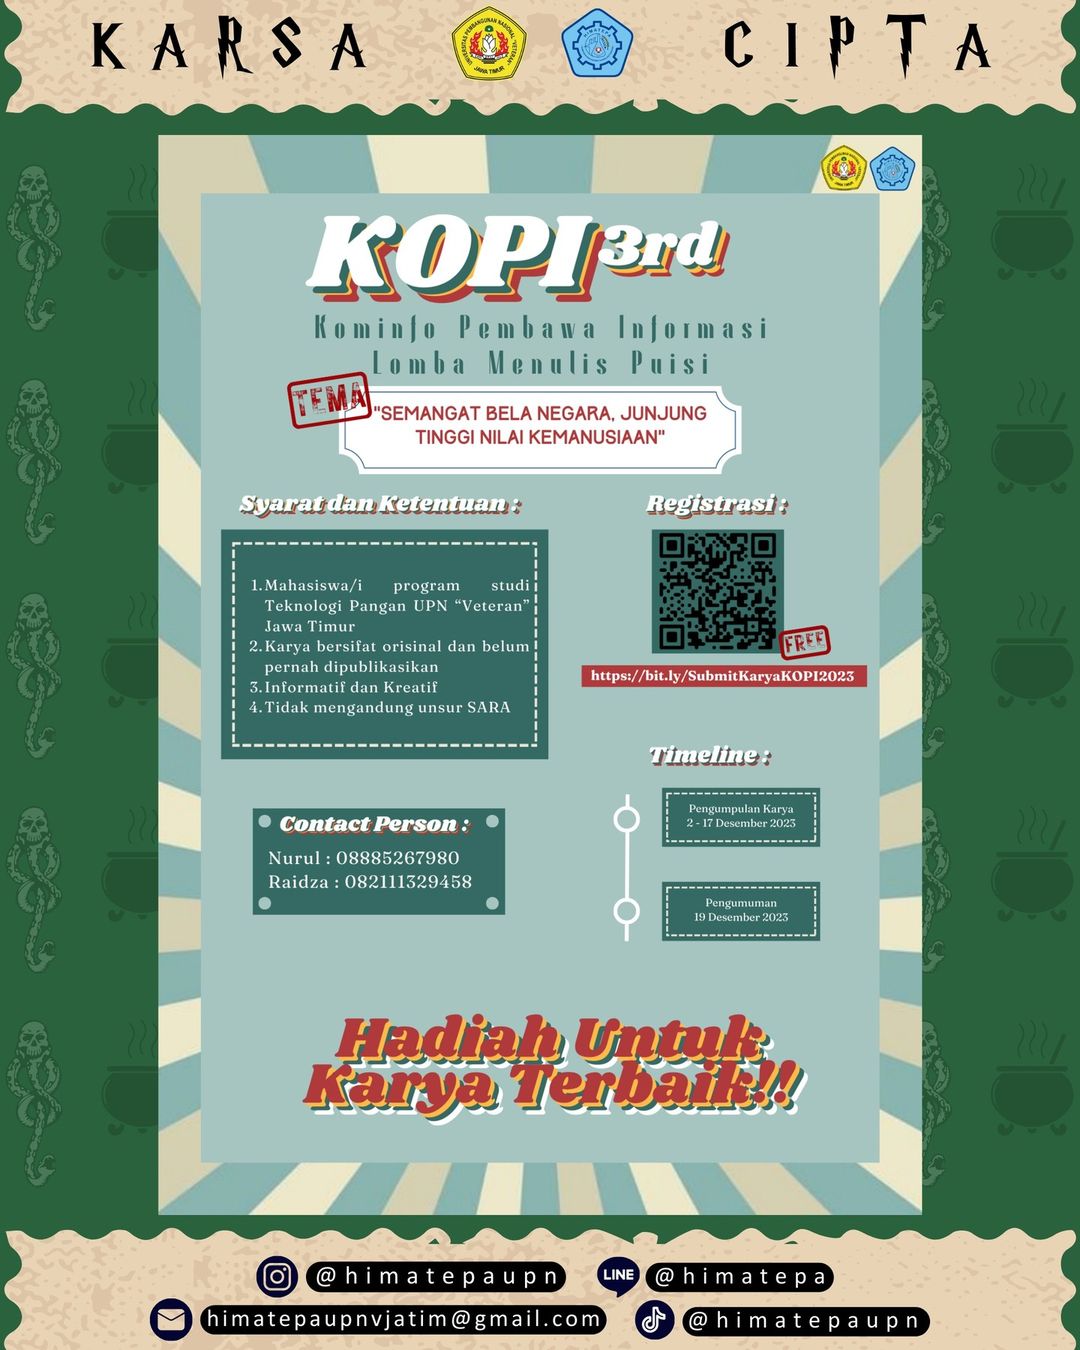 KARSA CIPTA
KOPI 3rd
Kominfo Pembawa Informasi
Lomba Menulis Puisi
TEMA
"SEMANGAT BELA NEGARA, JUNJUNG
TINGGI NILAI KEMANUSIAAN"
Syarat dan Ketentuan :
1. Mahasiswa/i program studi
Teknologi Pangan UPN “Veteran”
Jawa Timur
2. Karya bersifat orisinal dan belum
pernah dipublikasikan
3. Informatif dan Kreatif
4. Tidak mengandung unsur SARA
Registrasi :
FREE
https://bit.ly/SubmitKaryaKOPI2023
Timeline :
Pengumpulan Karya
2 - 17 Desember 2023
Pengumuman
19 Desember 2023
Contact Person :
Nurul : 08885267980
Raidza : 082111329458
Hadiah Untuk
Karya Terbaik!!
@himatepaupn
LINE @himatepa
himatepaupnvjatim@gmail.com
@himatepaupn